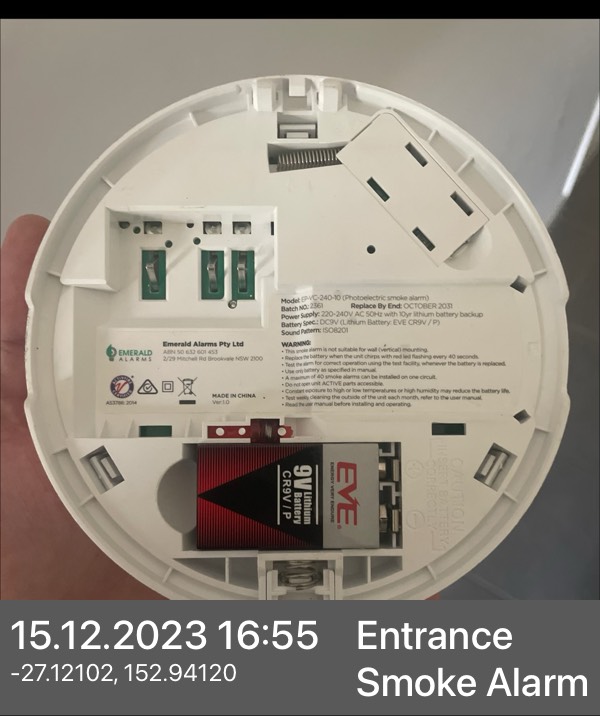 Model: EPVC-240-10 (Photoelectric smoke alarm)
Batch NO.: 2361 Replace By End: OCTOBER 2031
Power Supply: 220-240V AC 50Hz with 10yr lithium battery backup
Battery Spec.: DC9V (Lithium Battery: EVE CR9V / P)
Sound Pattern: ISO8201
WARNING:
• This smoke alarm is not suitable for wall (vertical) mounting.
• Replace the battery when the unit chirps with red led flashing every 40 seconds.
• Test the alarm for correct operation using the test facility, whenever the battery is replaced.
• Use only battery as specified in manual.
• A maximum of 40 smoke alarms can be installed on one circuit.
• Do not open unit ACTIVE parts accessible.
• Constant exposure to high or low temperatures or high humidity may reduce the battery life.
• Test weekly, cleaning the outside of the unit each month, refer to the user manual.
• Read the user manual before installing and operating.
EMERALD
ALARMS
Emerald Alarms Pty Ltd
ABN 50 632 601 453
2/29 Mitchell Rd Brookvale NSW 2100
AS3786: 2014
MADE IN CHINA
Ver:1.0
EVE
ENERGY VERY ENDURE
9V Lithium Battery
CR9V / P
15.12.2023 16:55
-27.12102, 152.94120
Entrance
Smoke Alarm